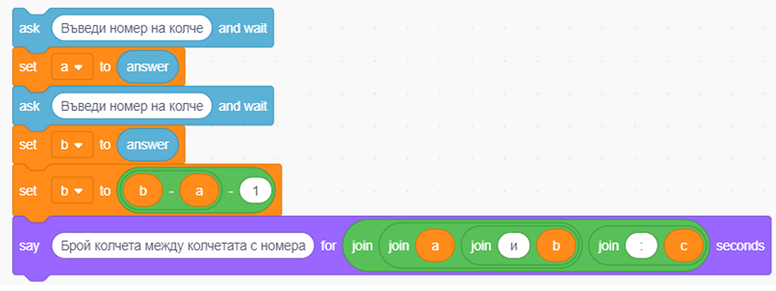 ask Въведи номер на колче and wait
set a to answer
ask Въведи номер на колче and wait
set b to answer
set b to b - a - 1
say Брой колчета между колчетата с номера for join join a join и b join : c seconds